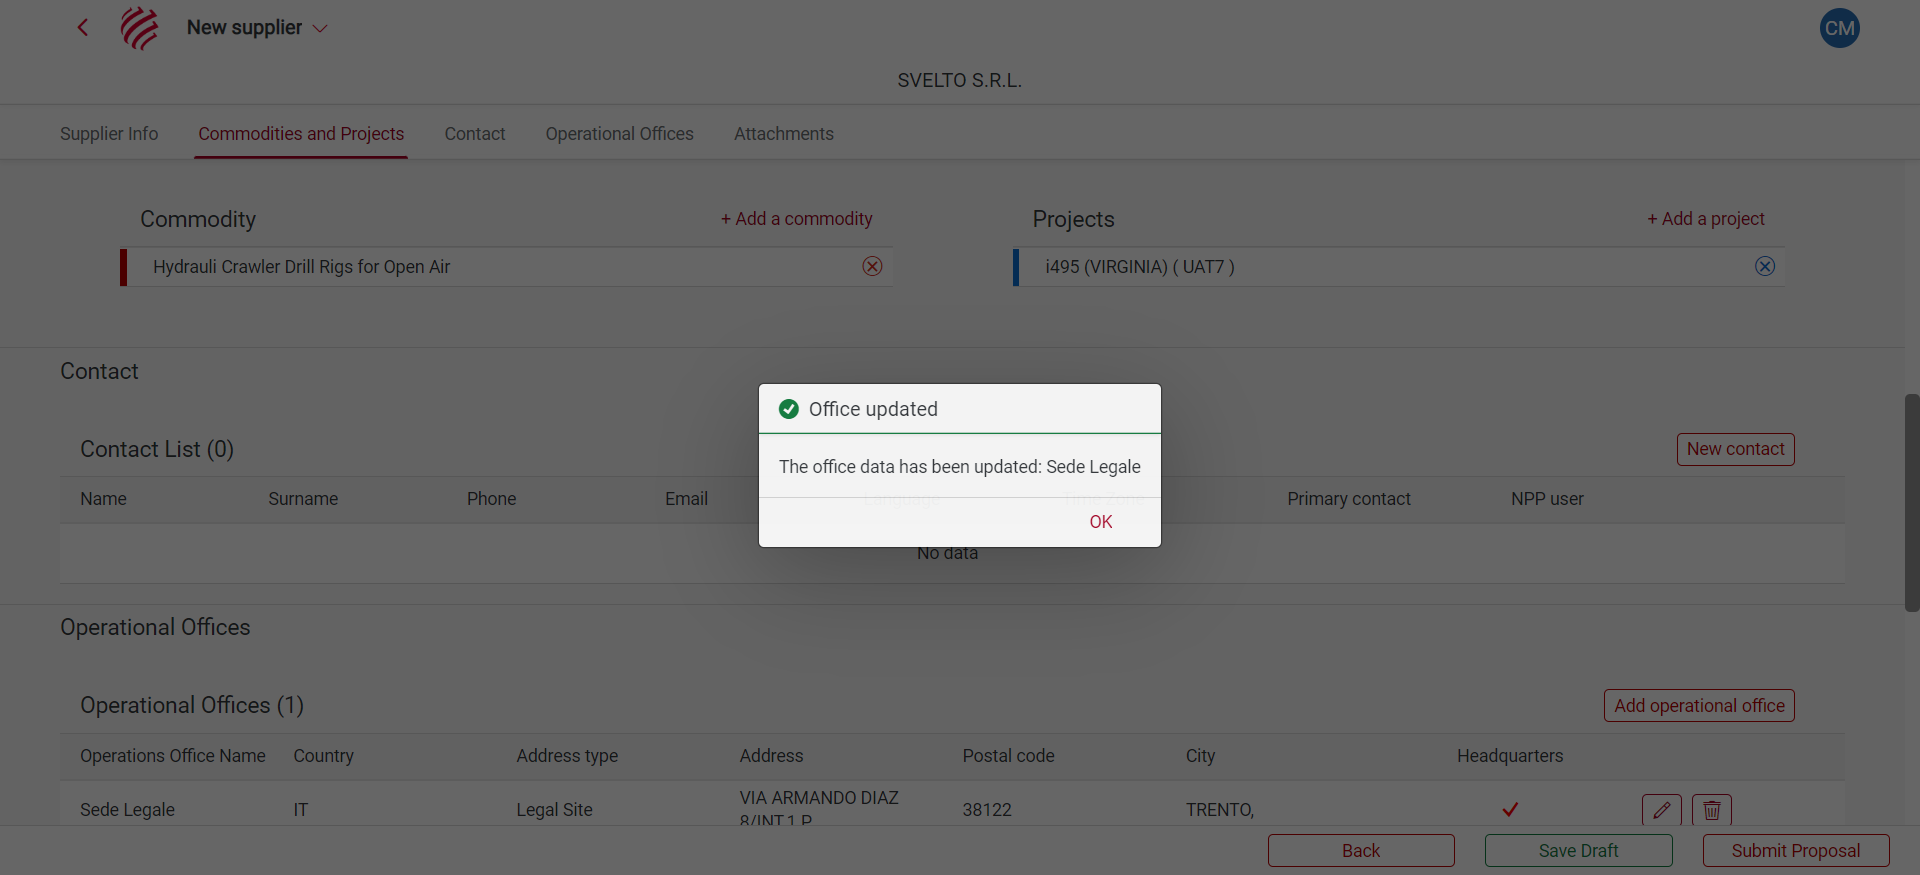 New supplier
CM
SVELTO S.R.L.
Supplier Info
Commodities and Projects
Contact
Operational Offices
Attachments
Commodity
+ Add a commodity
Projects
+ Add a project
Hydrauli Crawler Drill Rigs for Open Air
i495 (VIRGINIA) ( UAT7 )
Contact
Office updated
The office data has been updated: Sede Legale
OK
Contact List (0)
New contact
Name
Surname
Phone
Email
Language
Time Zone
Primary contact
NPP user
No data
Operational Offices
Operational Offices (1)
Add operational office
Operations Office Name
Country
Address type
Address
Postal code
City
Headquarters
Sede Legale
IT
Legal Site
VIA ARMANDO DIAZ
8/INT.1 P
38122
TRENTO,
Back
Save Draft
Submit Proposal